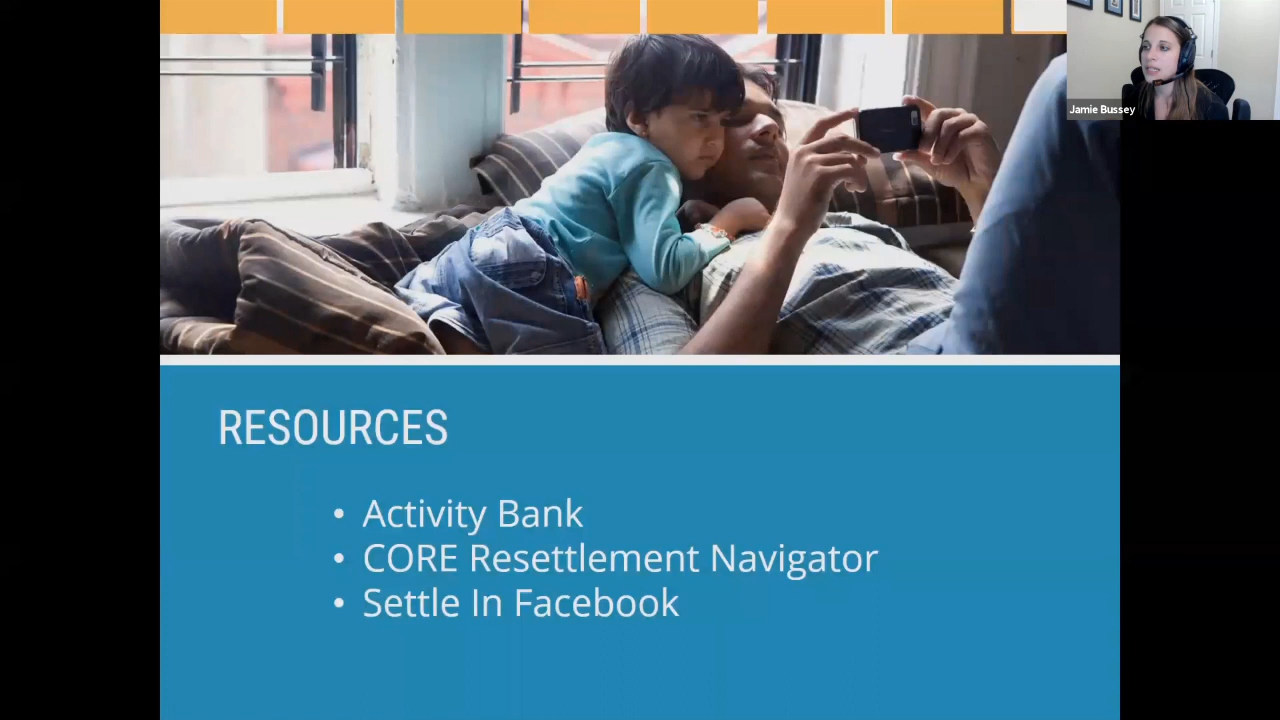 Jamie Bussey
RESOURCES
• Activity Bank
• CORE Resettlement Navigator
• Settle In Facebook